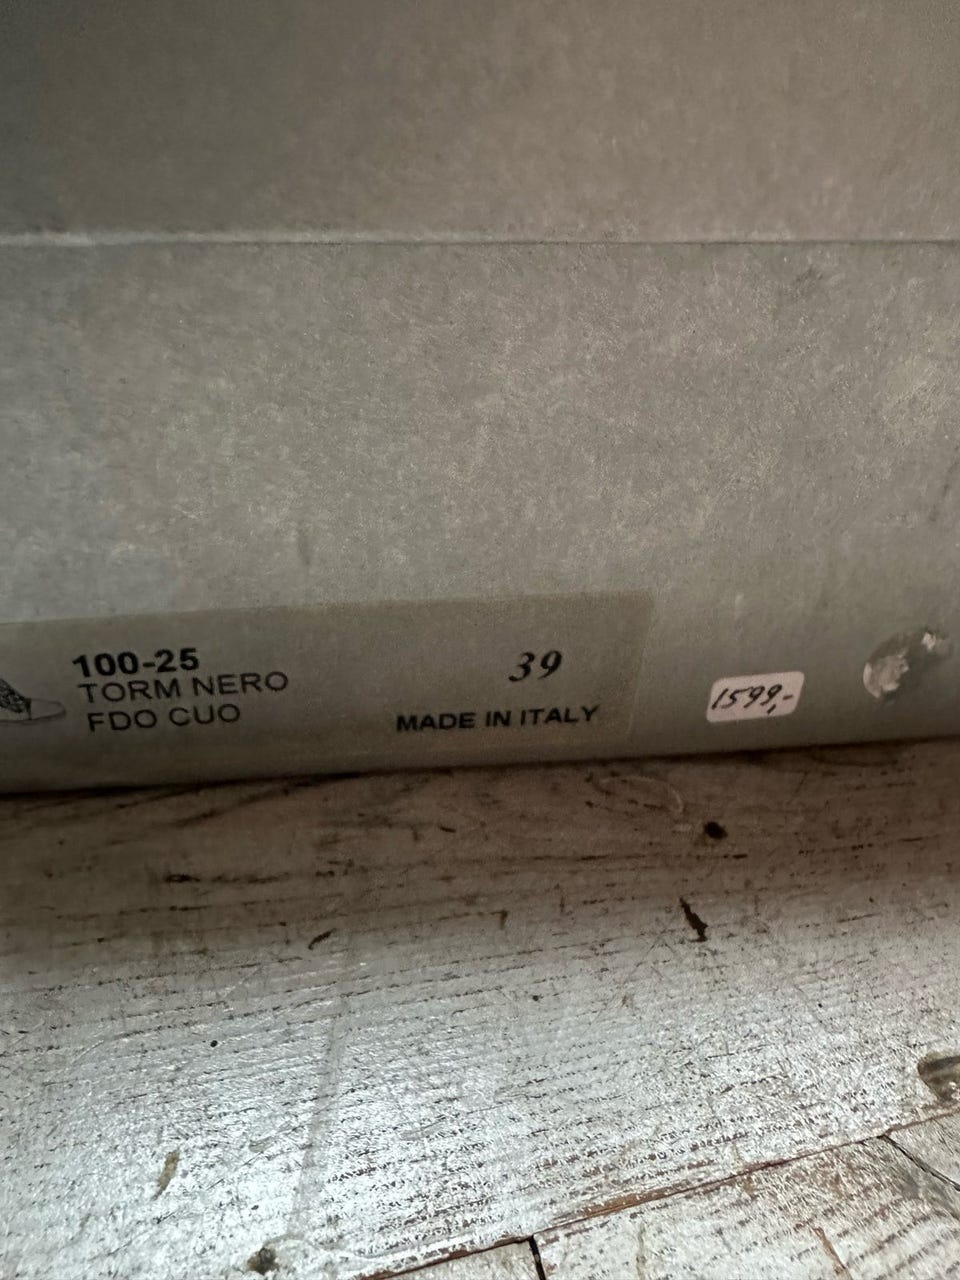 100-25
TORM NERO
FDO CUO
39
MADE IN ITALY
1599,-